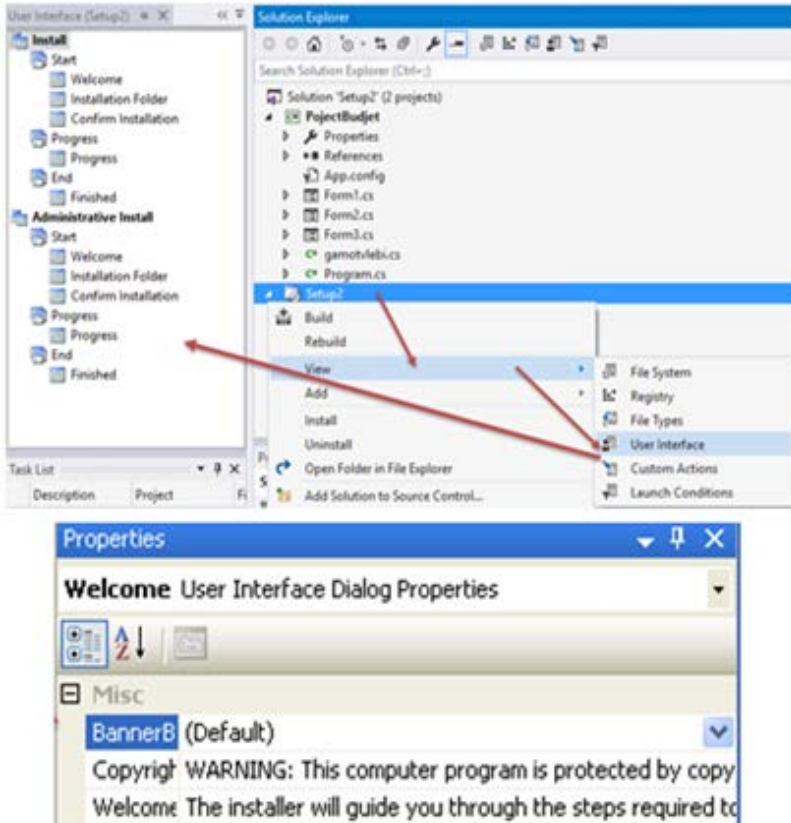 User Interface (Setup2)
Install
Start
Welcome
Installation Folder
Confirm Installation
Progress
Progress
End
Finished
Administrative Install
Start
Welcome
Installation Folder
Confirm Installation
Progress
Progress
End
Finished
Task List
Description Project
Solution Explorer
Search Solution Explorer (Ctrl+;)
Solution 'Setup2' (2 projects)
PojectBudjet
Properties
References
App.config
Form1.cs
Form2.cs
Form3.cs
gamotvlebi.cs
Program.cs
Setup2
Build
Rebuild
View
Add
Install
Uninstall
Open Folder in File Explorer
Add Solution to Source Control...
File System
Registry
File Types
User Interface
Custom Actions
Launch Conditions
Properties
Welcome User Interface Dialog Properties
Misc
BannerB (Default)
Copyrigh WARNING: This computer program is protected by copy
Welcome The installer will guide you through the steps required to